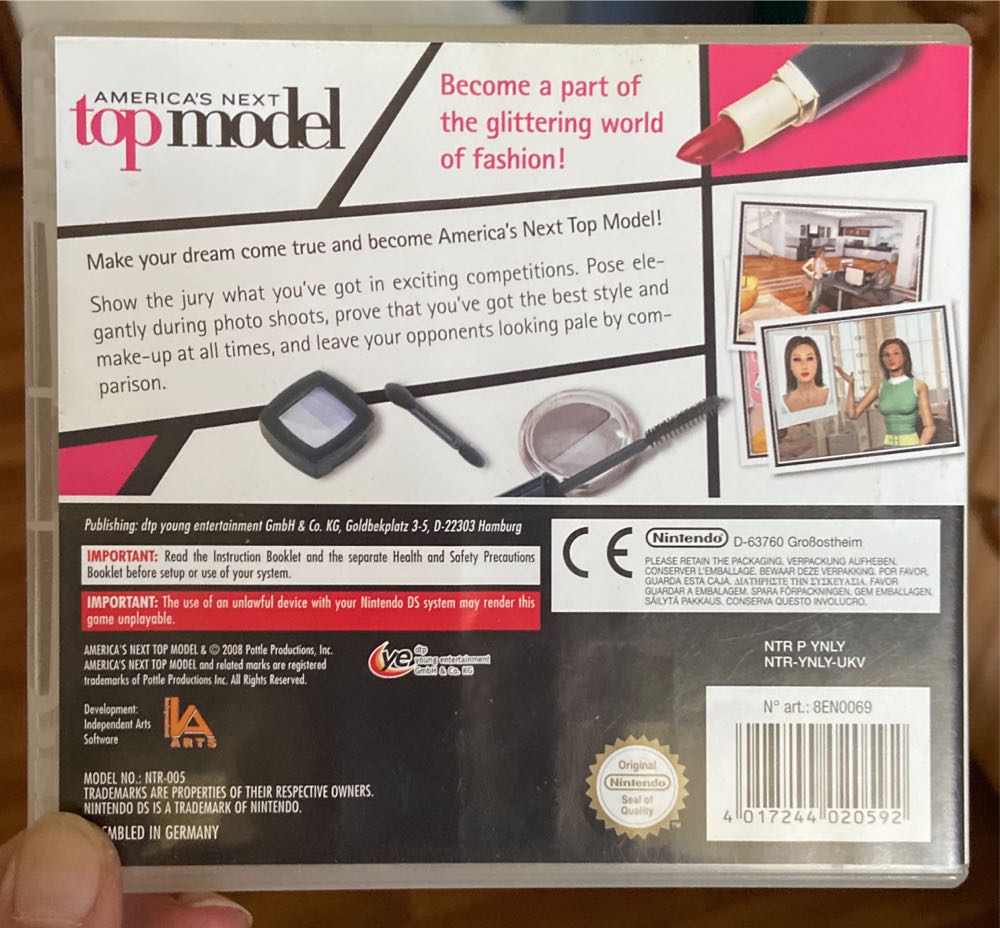 AMERICA'S NEXT
top model
Become a part of
the glittering world
of fashion!
Make your dream come true and become America's Next Top Model!
Show the jury what you've got in exciting competitions. Pose ele-
gantly during photo shoots, prove that you've got the best style and
make-up at all times, and leave your opponents looking pale by com-
parison.
Publishing: dtp young entertainment GmbH & Co. KG, Goldbekplatz 3-5, D-22303 Hamburg
IMPORTANT: Read the Instruction Booklet and the separate Health and Safety Precautions
Booklet before setup or use of your system.
IMPORTANT: The use of an unlawful device with your Nintendo DS system may render this
game unplayable.
AMERICA'S NEXT TOP MODEL & © 2008 Pottle Productions, Inc.
AMERICA'S NEXT TOP MODEL and related marks are registered
trademarks of Pottle Productions Inc. All Rights Reserved.
ye
dtp
young entertainment
GmbH & Co. KG
Development:
Independent Arts
Software
IA
ARTS
MODEL NO.: NTR-005
TRADEMARKS ARE PROPERTIES OF THEIR RESPECTIVE OWNERS.
NINTENDO DS IS A TRADEMARK OF NINTENDO.
EMBLED IN GERMANY
CE
Nintendo D-63760 Großostheim
PLEASE RETAIN THE PACKAGING. VERPACKUNG AUFHEBEN.
CONSERVER L'EMBALLAGE. BEWAAR DEZE VERPAKKING. POR FAVOR,
GUARDA ESTA CAJA. ΔΙΑΤΗΡΗΣΤΕ ΤΗΝ ΣΥΣΚΕΥΑΣΙΑ. FAVOR
GUARDAR A EMBALAGEM. SPARA FÖRPACKNINGEN. GEM EMBALLAGEN.
SÄILYTÄ PAKKAUS. CONSERVA QUESTO INVOLUCRO.
NTR P YNLY
NTR-YNLY-UKV
N° art.: 8EN0069
4 017244 020592
Original
Nintendo
Seal of
Quality
TM